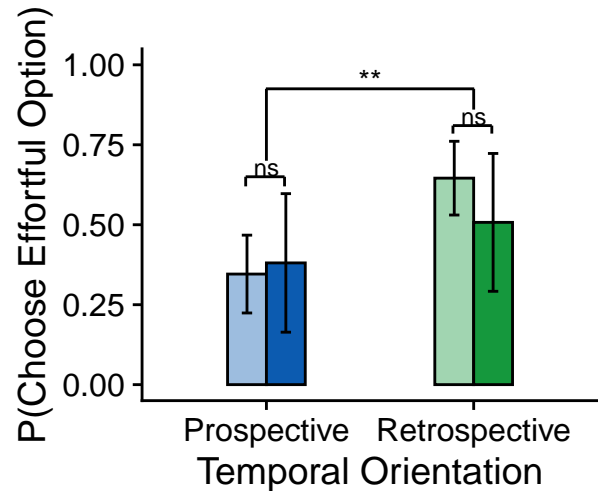 P(Choose Effortful Option)
1.00
0.75
0.50
0.25
0.00
**
ns
ns
Prospective Retrospective
Temporal Orientation